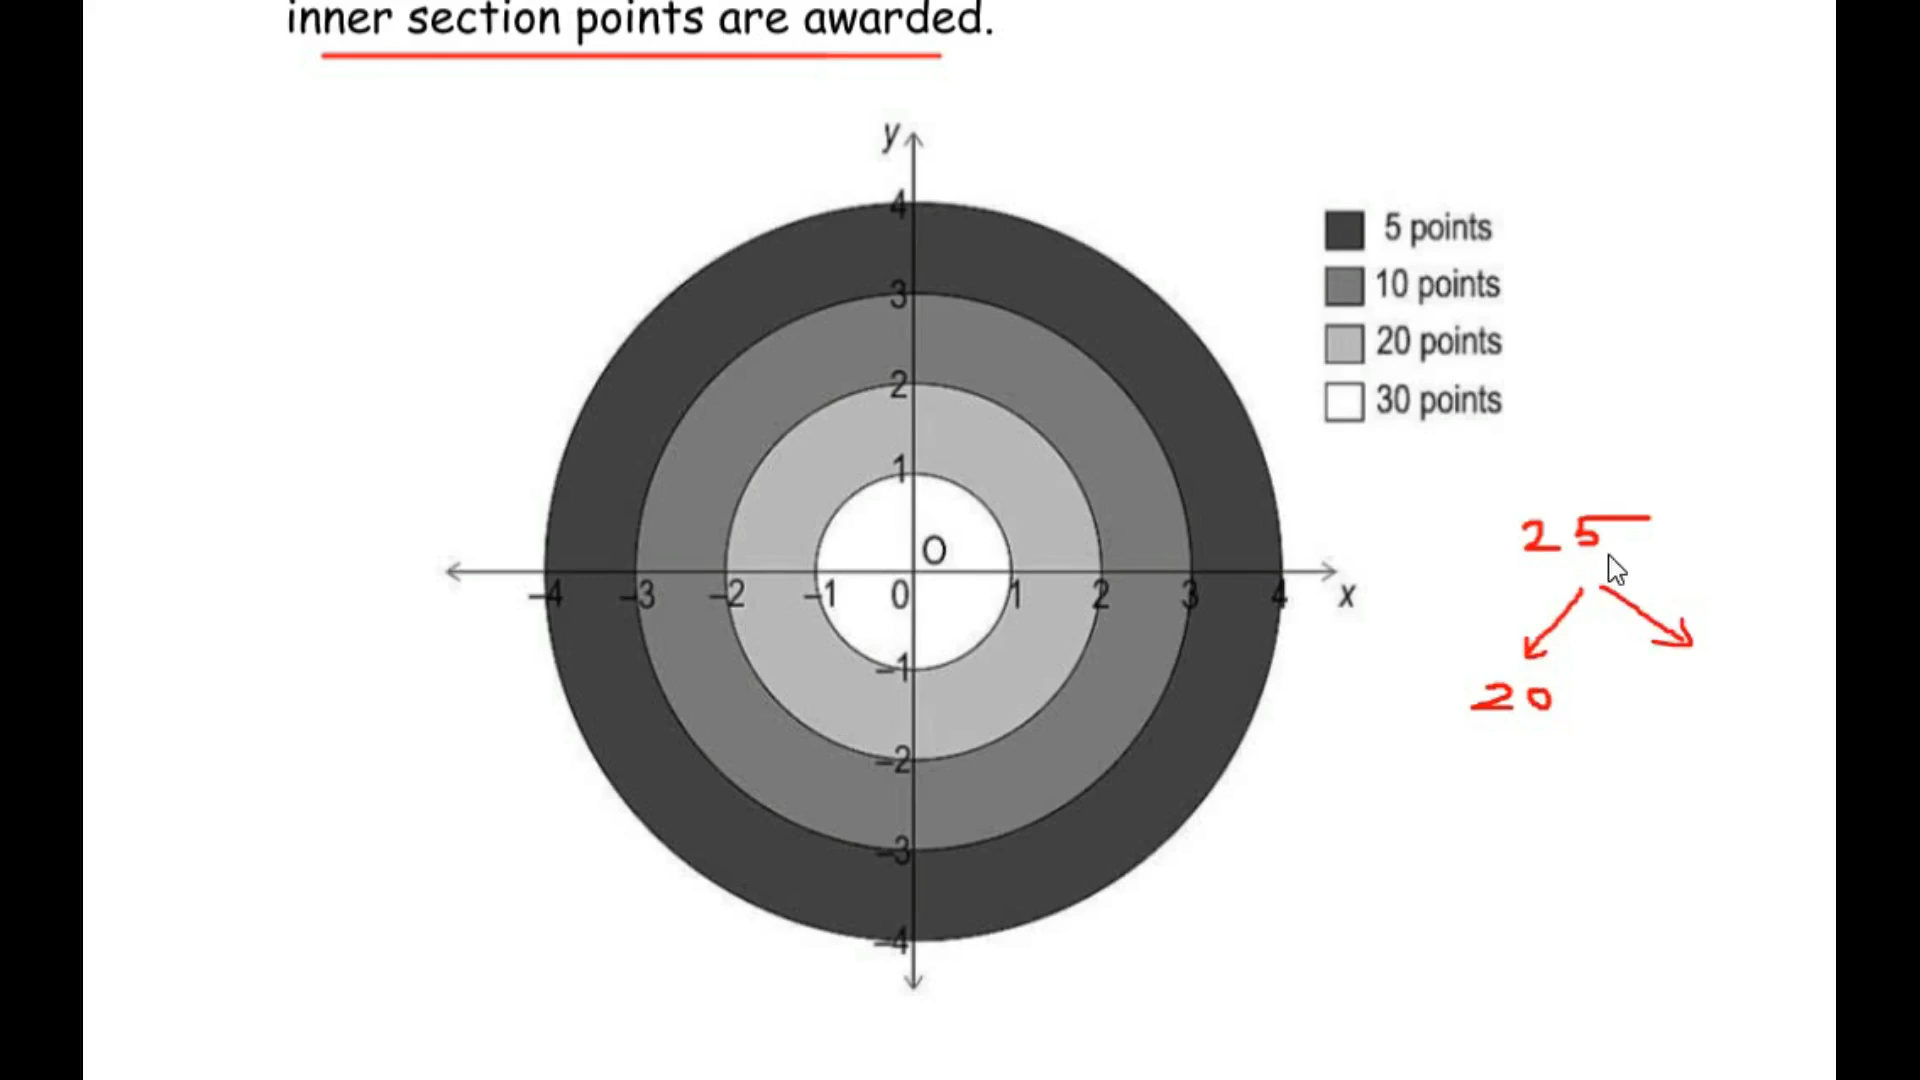 inner section points are awarded.
y
4
3
2
1
O
-4 -3 -2 -1 0 1 2 3 4 x
-1
-2
-3
-4
5 points
10 points
20 points
30 points
25
20